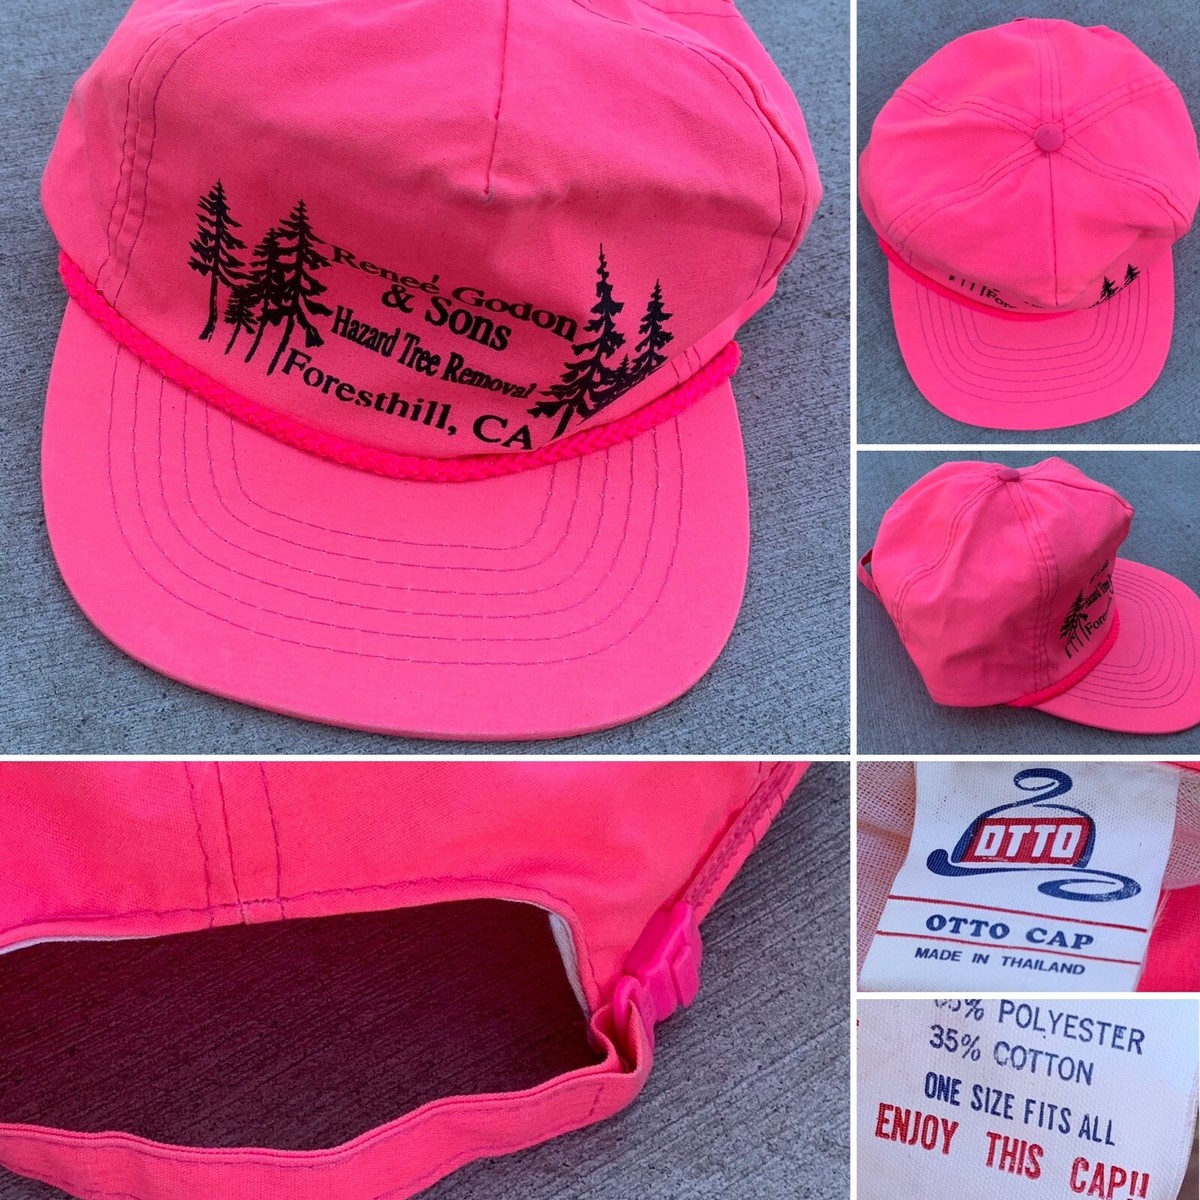 Reneé Godon
& Sons
Hazard Tree Removal
Foresthill, CA
OTTO
OTTO CAP
MADE IN THAILAND
65% POLYESTER
35% COTTON
ONE SIZE FITS ALL
ENJOY THIS CAP!!